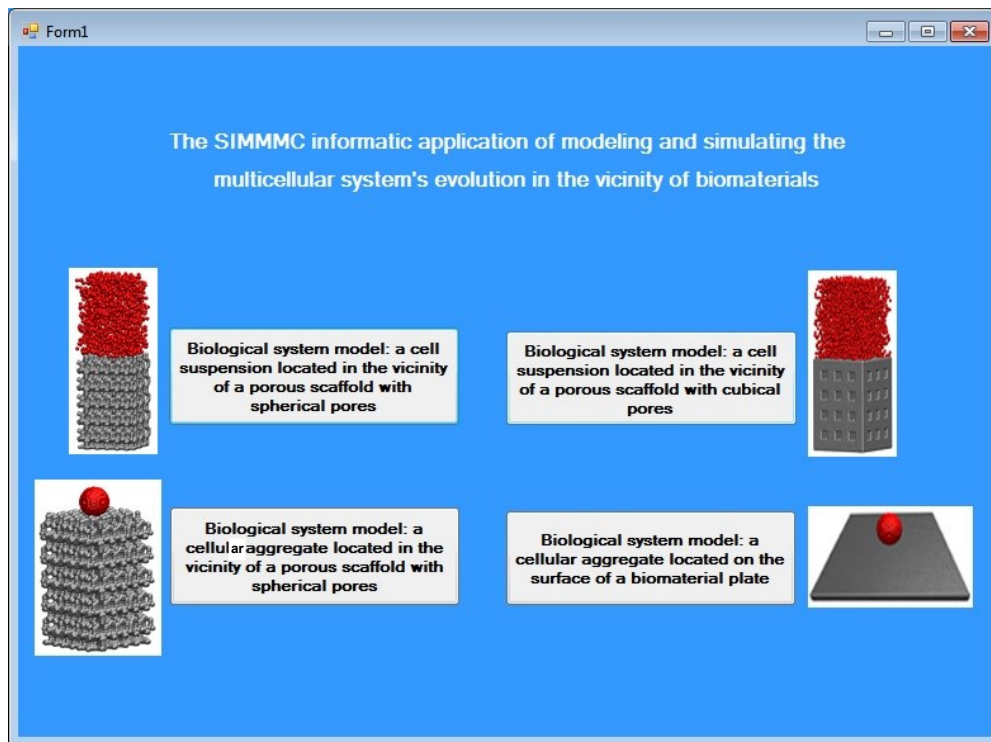 Form1
The SIMMMC informatic application of modeling and simulating the
multicellular system's evolution in the vicinity of biomaterials
Biological system model: a cell
suspension located in the vicinity
of a porous scaffold with
spherical pores
Biological system model: a cell
suspension located in the vicinity
of a porous scaffold with cubical
pores
Biological system model: a
cellular aggregate located in the
vicinity of a porous scaffold with
spherical pores
Biological system model: a
cellular aggregate located on the
surface of a biomaterial plate